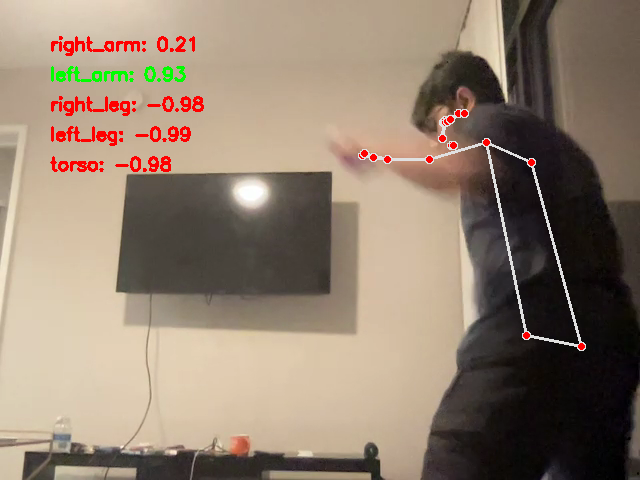 right_arm: 0.21
left_arm: 0.93
right_leg: -0.98
left_leg: -0.99
torso: -0.98